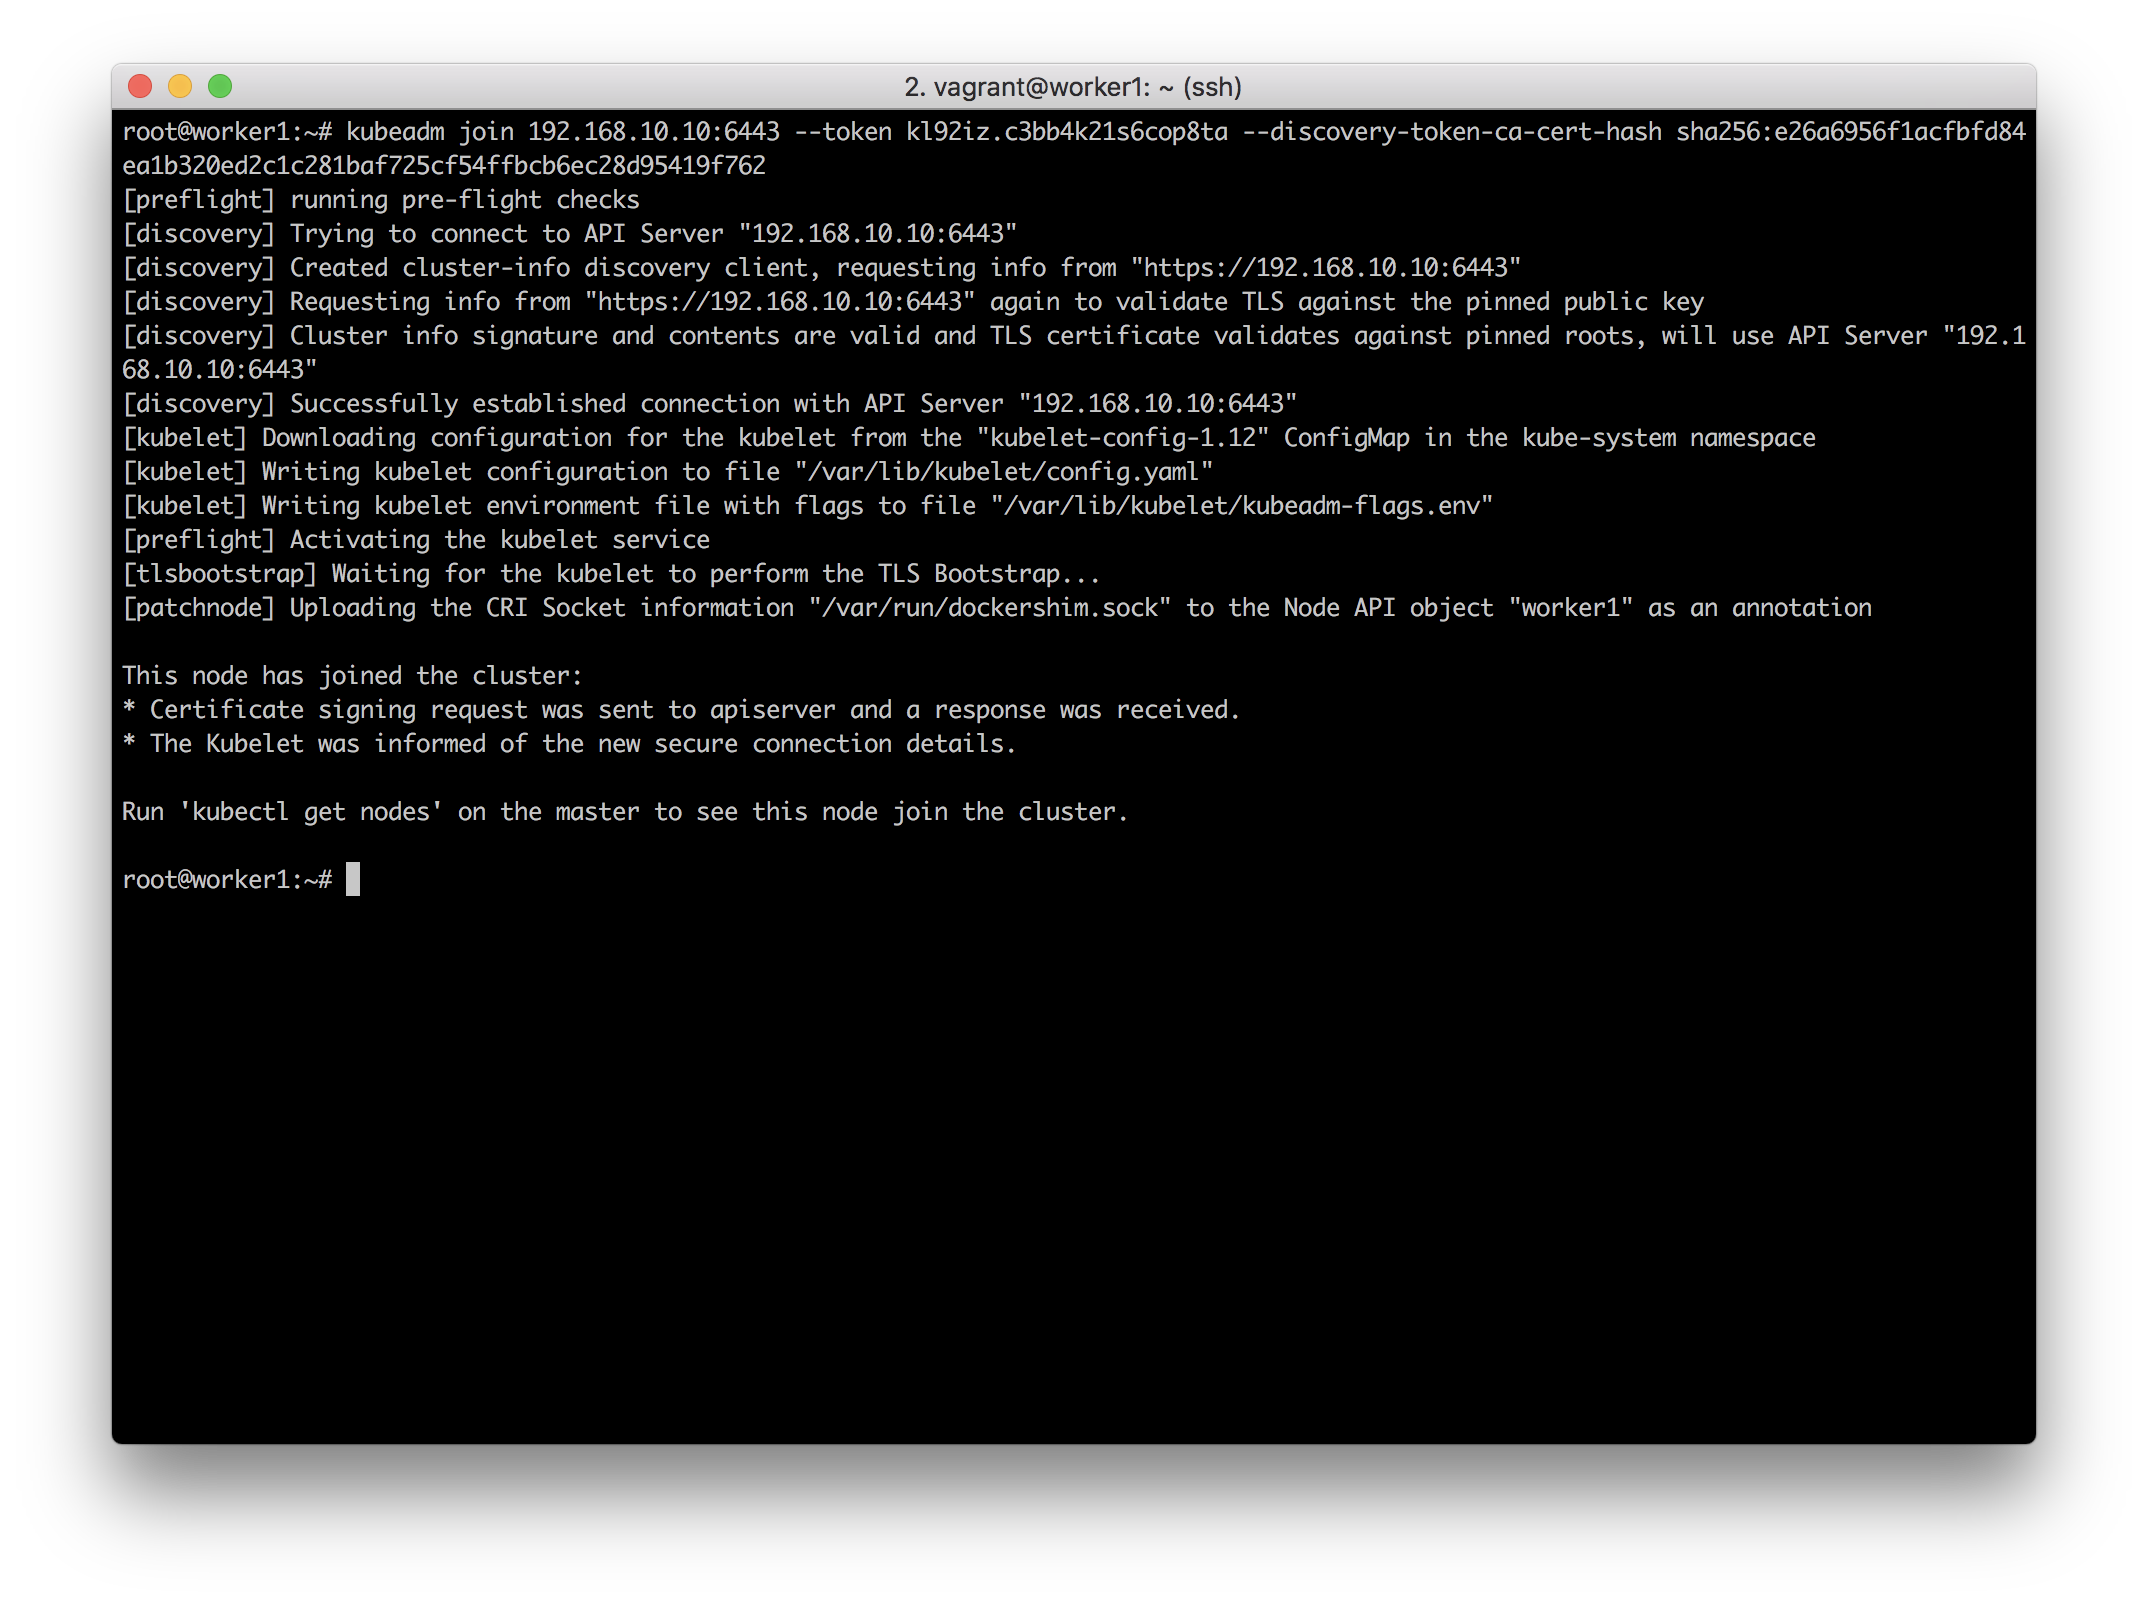 2. vagrant@worker1: ~ (ssh)
root@worker1:~# kubeadm join 192.168.10.10:6443 --token kl92iz.c3bb4k21s6cop8ta --discovery-token-ca-cert-hash sha256:e26a6956f1acfbfd84
ea1b320ed2c1c281baf725cf54ffbcb6ec28d95419f762
[preflight] running pre-flight checks
[discovery] Trying to connect to API Server "192.168.10.10:6443"
[discovery] Created cluster-info discovery client, requesting info from "https://192.168.10.10:6443"
[discovery] Requesting info from "https://192.168.10.10:6443" again to validate TLS against the pinned public key
[discovery] Cluster info signature and contents are valid and TLS certificate validates against pinned roots, will use API Server "192.1
68.10.10:6443"
[discovery] Successfully established connection with API Server "192.168.10.10:6443"
[kubelet] Downloading configuration for the kubelet from the "kubelet-config-1.12" ConfigMap in the kube-system namespace
[kubelet] Writing kubelet configuration to file "/var/lib/kubelet/config.yaml"
[kubelet] Writing kubelet environment file with flags to file "/var/lib/kubelet/kubeadm-flags.env"
[preflight] Activating the kubelet service
[tlsbootstrap] Waiting for the kubelet to perform the TLS Bootstrap...
[patchnode] Uploading the CRI Socket information "/var/run/dockershim.sock" to the Node API object "worker1" as an annotation
This node has joined the cluster:
* Certificate signing request was sent to apiserver and a response was received.
* The Kubelet was informed of the new secure connection details.
Run 'kubectl get nodes' on the master to see this node join the cluster.
root@worker1:~#